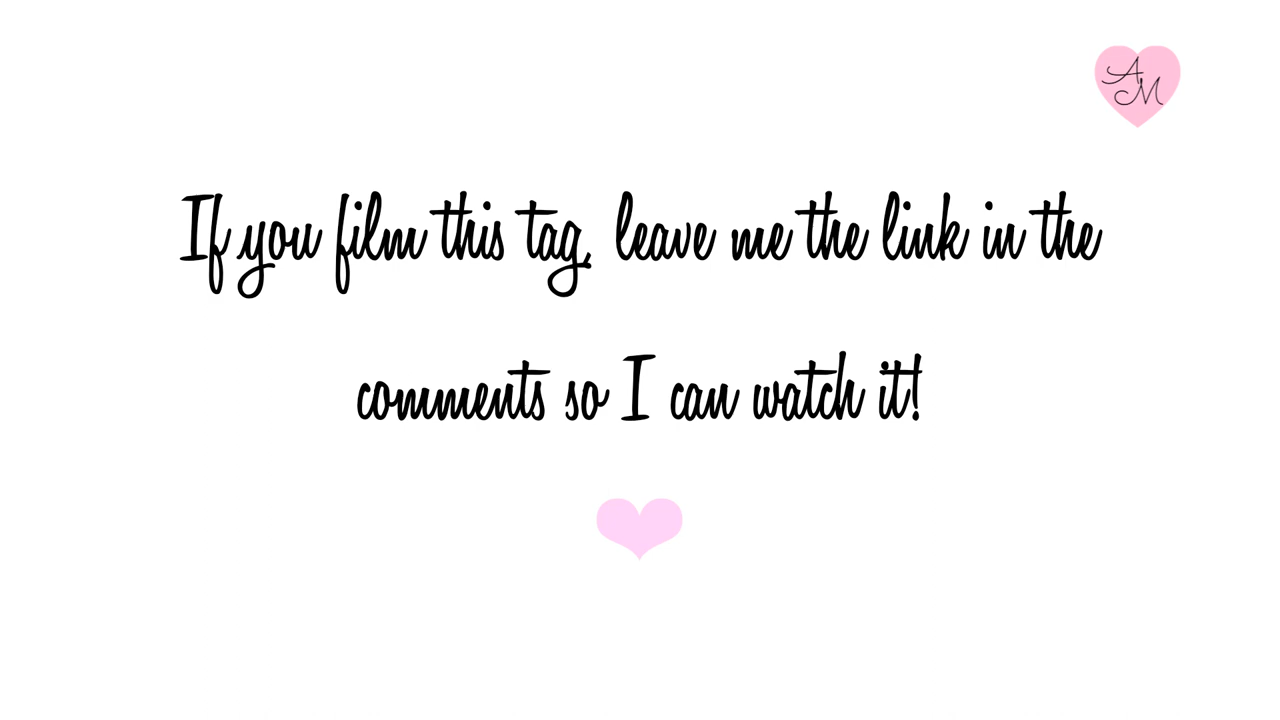 AM
If you film this tag, leave me the link in the
comments so I can watch it!